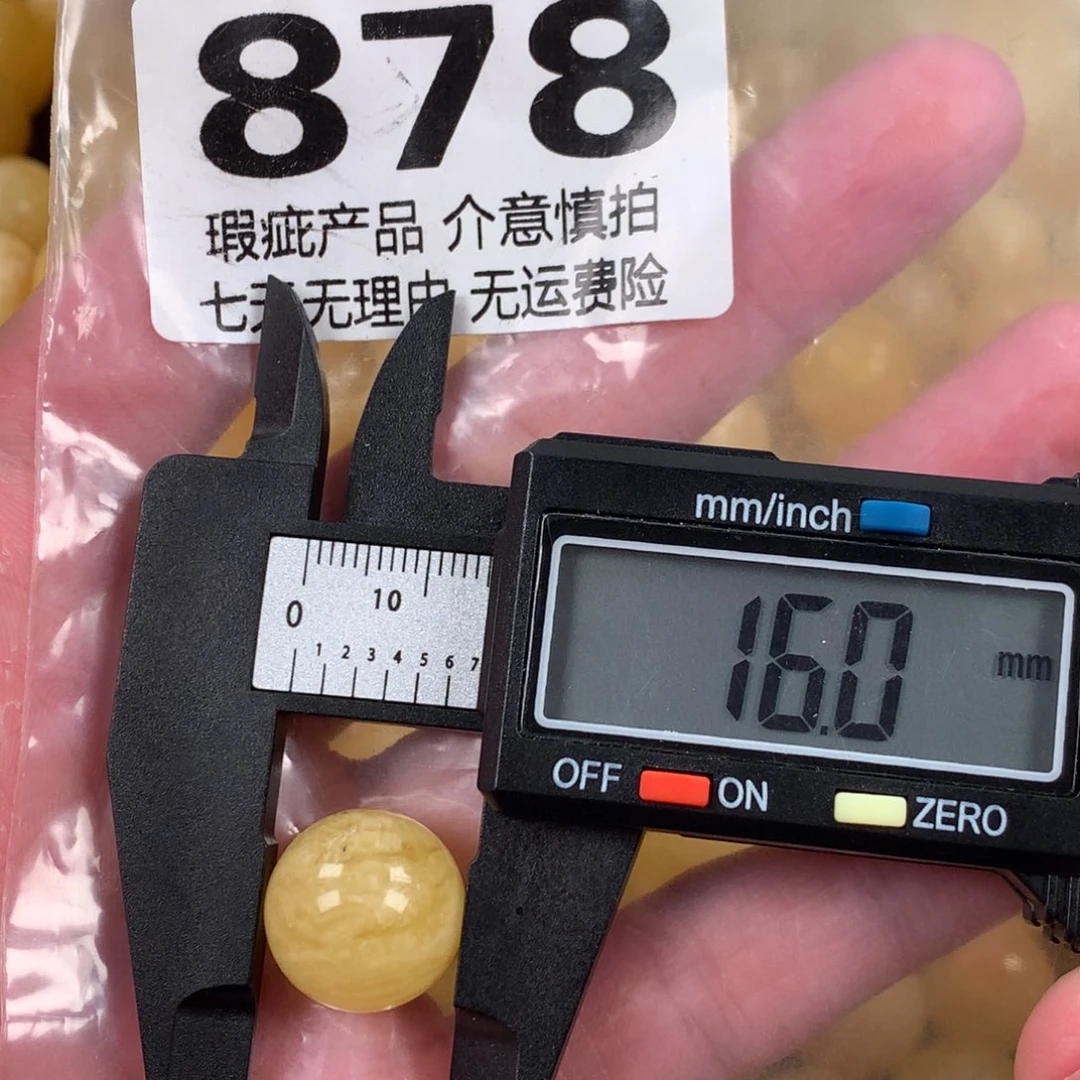 878
瑕疵产品 介意慎拍
七天无理由 无运费险
mm/inch
0 10
1 2 3 4 5 6 7
16.0 mm
OFF ON ZERO